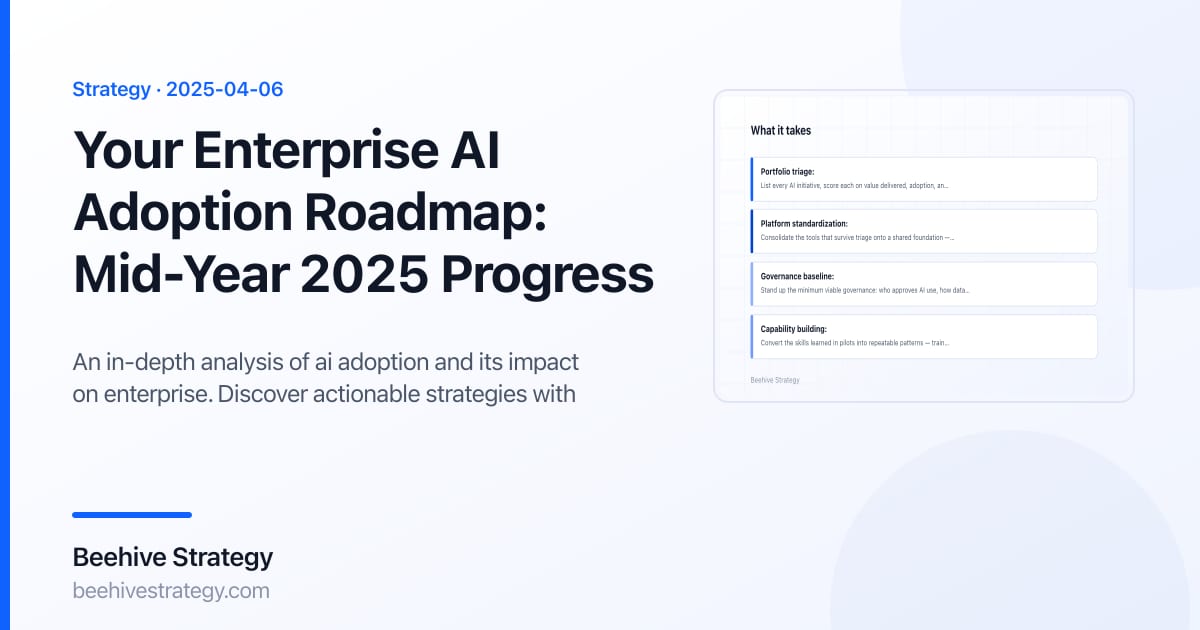 Strategy · 2025-04-06
Your Enterprise AI
Adoption Roadmap:
Mid-Year 2025 Progress
An in-depth analysis of ai adoption and its impact
on enterprise. Discover actionable strategies with
Beehive Strategy
beehivestrategy.com
What it takes
Portfolio triage:
List every AI initiative, score each on value delivered, adoption, an...
Platform standardization:
Consolidate the tools that survive triage onto a shared foundation —...
Governance baseline:
Stand up the minimum viable governance: who approves AI use, how data...
Capability building:
Convert the skills learned in pilots into repeatable patterns — train...
Beehive Strategy